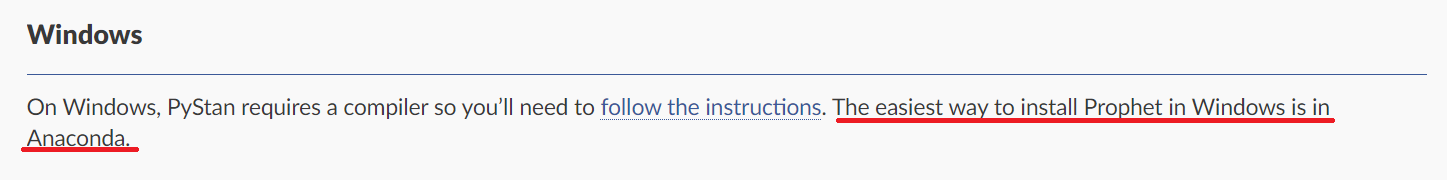 Windows
On Windows, PyStan requires a compiler so you'll need to follow the instructions. The easiest way to install Prophet in Windows is in
Anaconda.